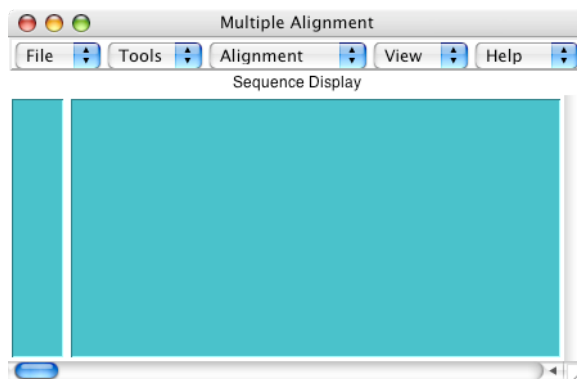 Multiple Alignment
File Tools Alignment View Help
Sequence Display